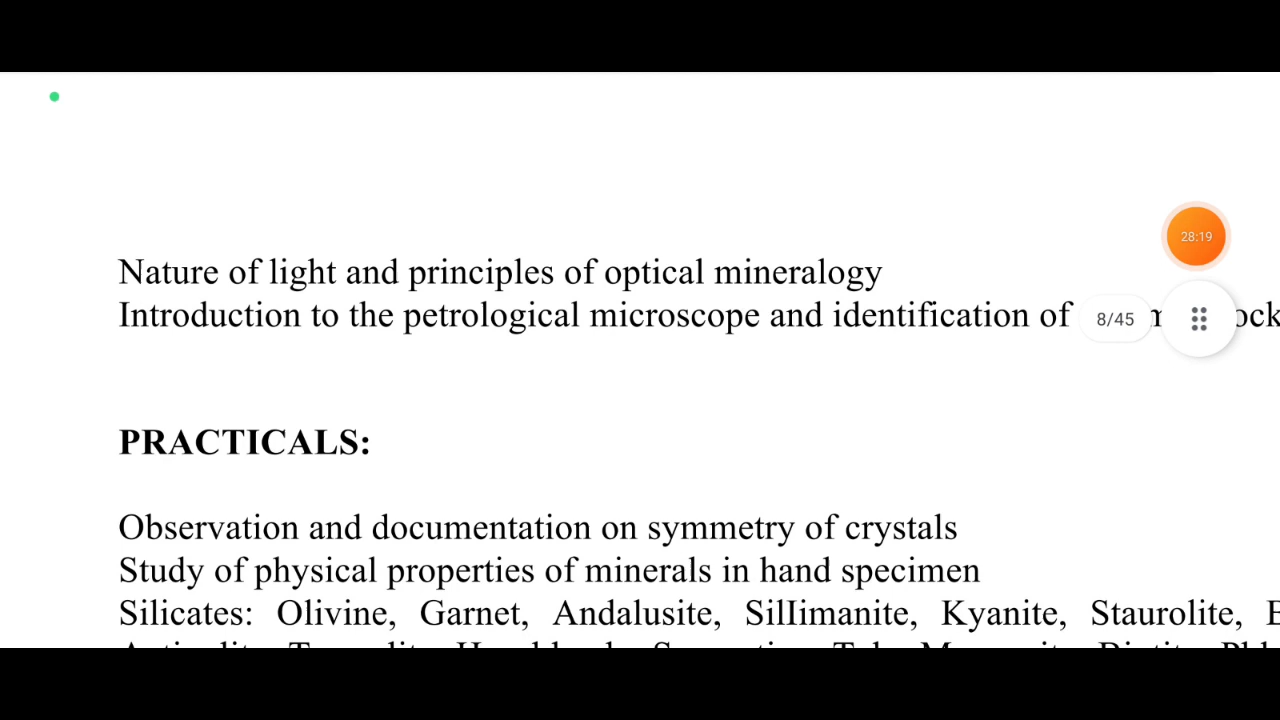 28:19
Nature of light and principles of optical mineralogy
Introduction to the petrological microscope and identification of
8/45
PRACTICALS:
Observation and documentation on symmetry of crystals
Study of physical properties of minerals in hand specimen
Silicates: Olivine, Garnet, Andalusite, SilIimanite, Kyanite, Staurolite,